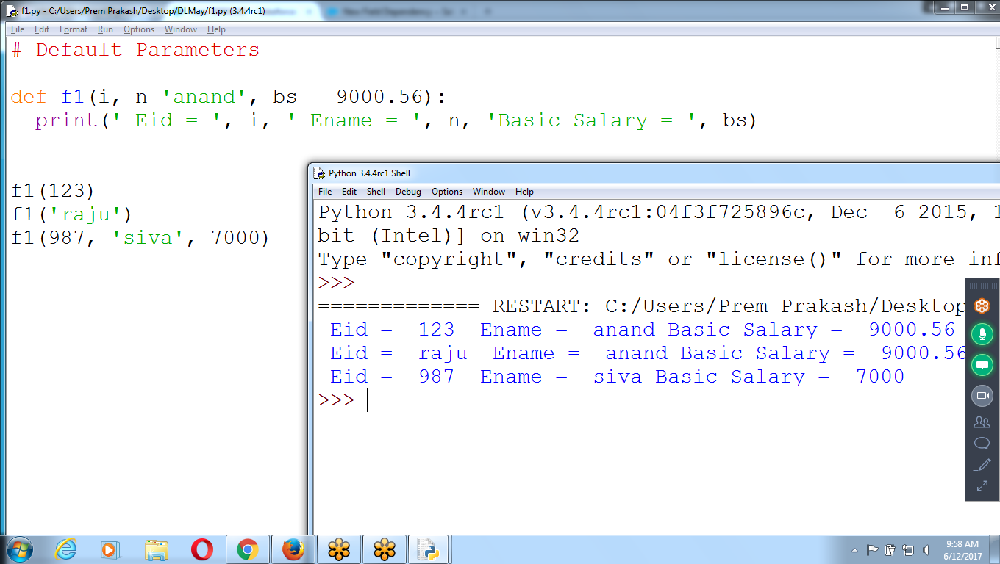 f1.py - C:/Users/Prem Prakash/Desktop/DLMay/f1.py (3.4.4rc1)
File Edit Format Run Options Window Help
# Default Parameters
def f1(i, n='anand', bs = 9000.56):
print(' Eid = ', i, ' Ename = ', n, 'Basic Salary = ', bs)
f1(123)
f1('raju')
f1(987, 'siva', 7000)
Python 3.4.4rc1 Shell
File Edit Shell Debug Options Window Help
Python 3.4.4rc1 (v3.4.4rc1:04f3f725896c, Dec  6 2015, 1
bit (Intel)] on win32
Type "copyright", "credits" or "license()" for more inf
>>>
============= RESTART: C:/Users/Prem Prakash/Desktop
Eid =  123  Ename =  anand Basic Salary =  9000.56
Eid =  raju  Ename =  anand Basic Salary =  9000.56
Eid =  987  Ename =  siva Basic Salary =  7000
>>>
9:58 AM
6/12/2017